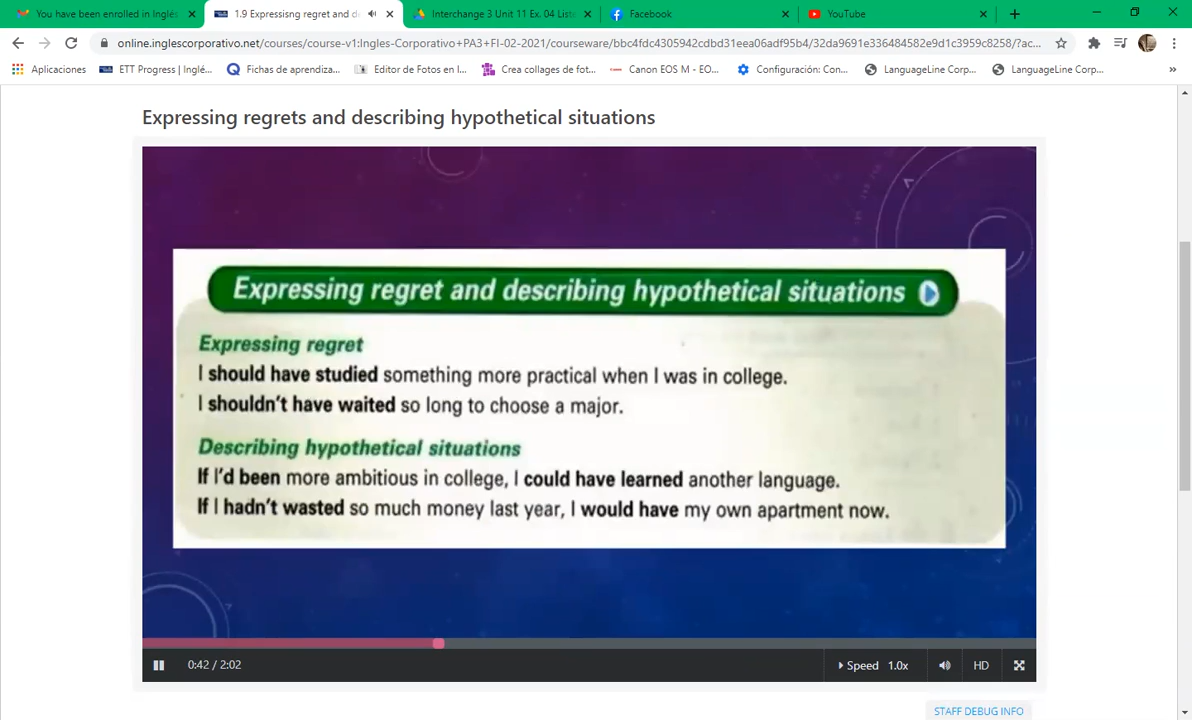 You have been enrolled in Inglés
1.9 Expressisng regret and d
Interchange 3 Unit 11 Ex. 04 Liste
Facebook
YouTube
online.inglescorporativo.net/courses/course-v1:Ingles-Corporativo+PA3+FI-02-2021/courseware/bbc4fdc4305942cdbd31eea06adf95b4/32da9691e336484582e9d1c3959c8258/?ac...
Aplicaciones
ETT Progress | Inglé...
Fichas de aprendiza...
Editor de Fotos en l...
Crea collages de fot...
Canon EOS M - EO...
Configuración: Con...
LanguageLine Corp...
LanguageLine Corp...
»
Expressing regrets and describing hypothetical situations
Expressing regret and describing hypothetical situations
Expressing regret
I should have studied something more practical when I was in college.
I shouldn't have waited so long to choose a major.
Describing hypothetical situations
If I'd been more ambitious in college, I could have learned another language.
If I hadn't wasted so much money last year, I would have my own apartment now.
0:42 / 2:02
Speed 1.0x
HD
STAFF DEBUG INFO